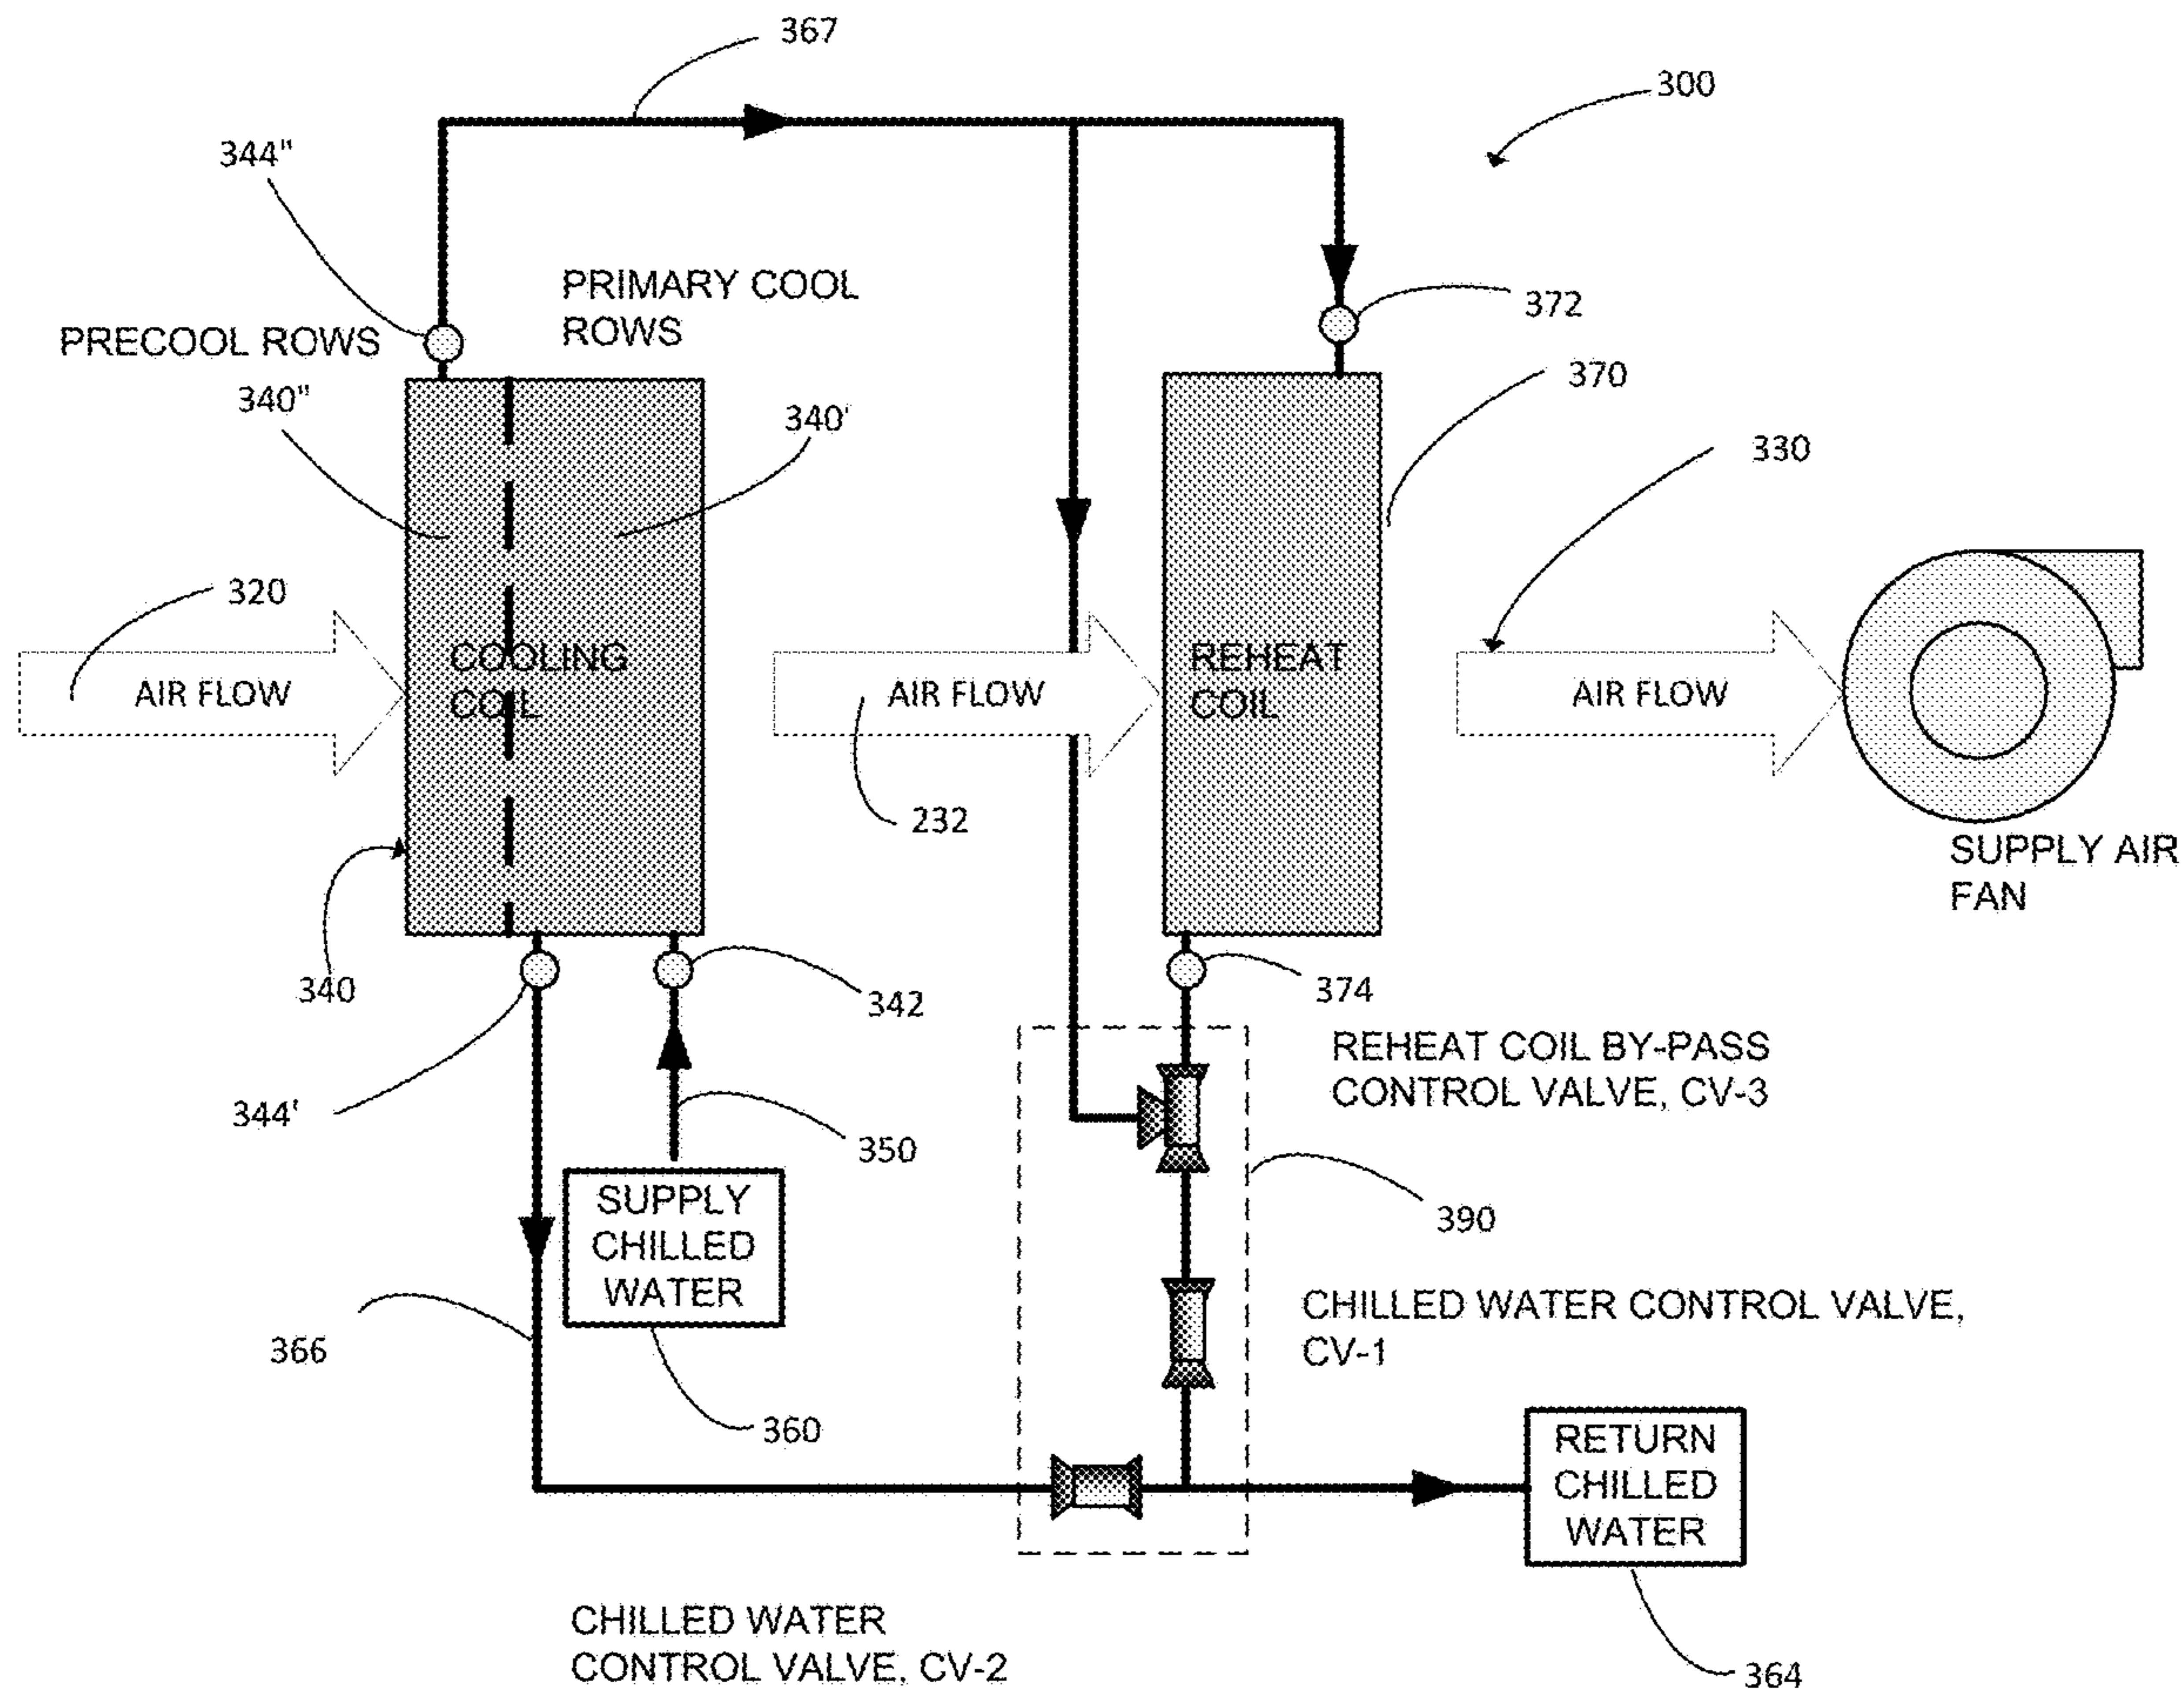 367
300
344"
PRIMARY COOL
ROWS
372
PRECOOL ROWS
370
340"
340'
330
320
COOLING
COIL
REHEAT
COIL
AIR FLOW
AIR FLOW
AIR FLOW
232
SUPPLY AIR
FAN
340
342
374
REHEAT COIL BY-PASS
CONTROL VALVE, CV-3
344'
350
SUPPLY
CHILLED
WATER
390
366
CHILLED WATER CONTROL VALVE,
CV-1
360
RETURN
CHILLED
WATER
CHILLED WATER
CONTROL VALVE, CV-2
364